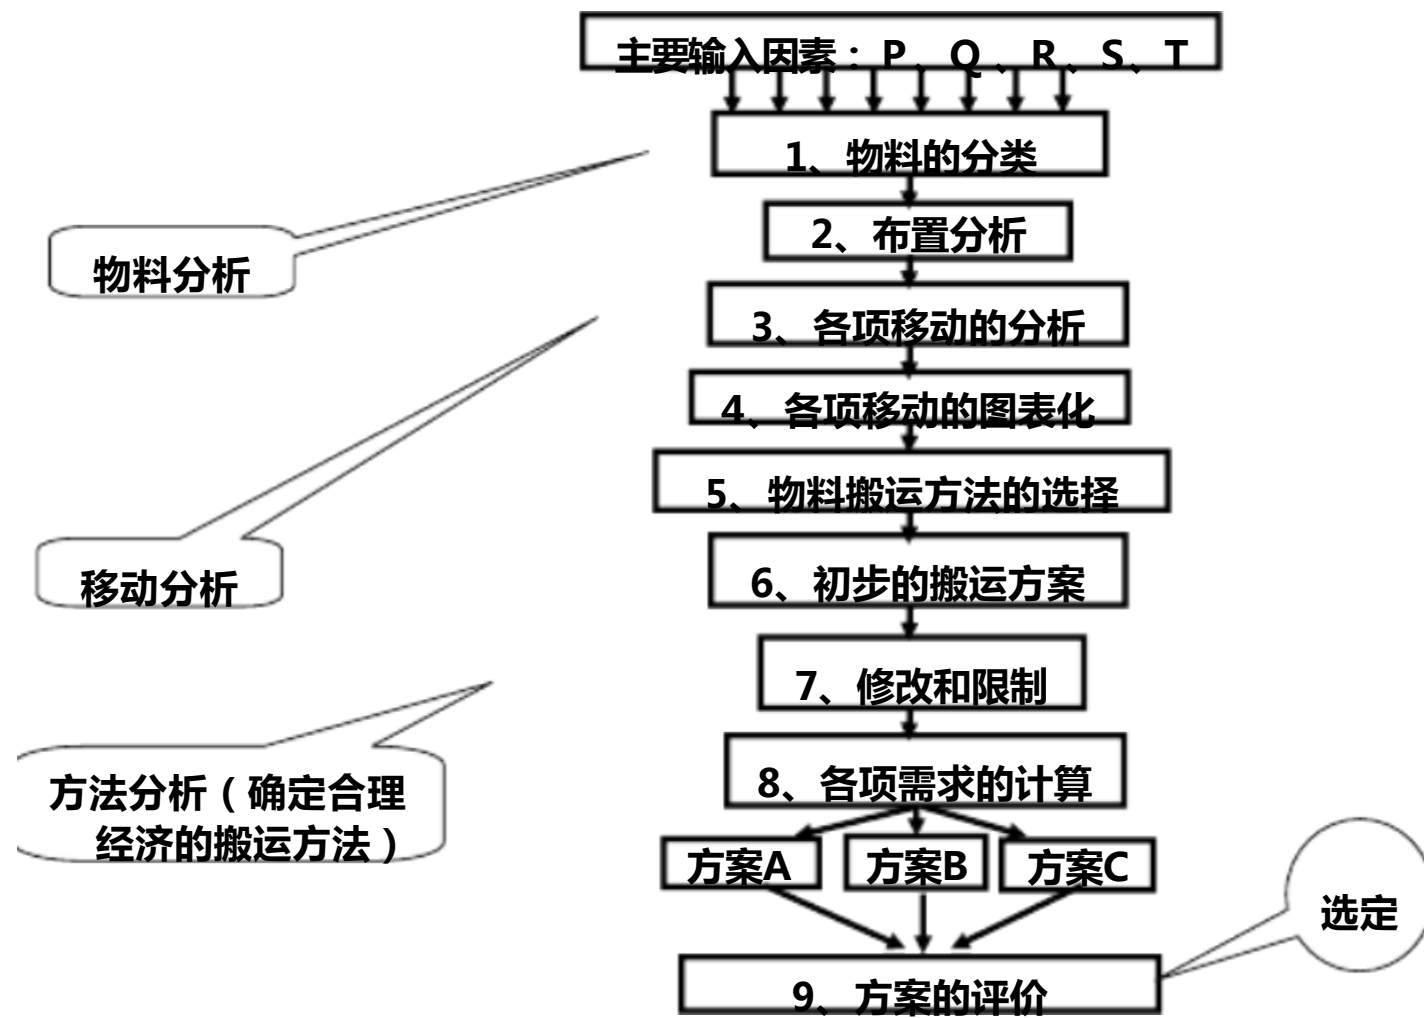 主要输入因素：P、Q、R、S、T
1、物料的分类
2、布置分析
物料分析
3、各项移动的分析
4、各项移动的图表化
5、物料搬运方法的选择
6、初步的搬运方案
移动分析
7、修改和限制
8、各项需求的计算
方法分析（确定合理
经济的搬运方法）
方案A
方案B
方案C
选定
9、方案的评价